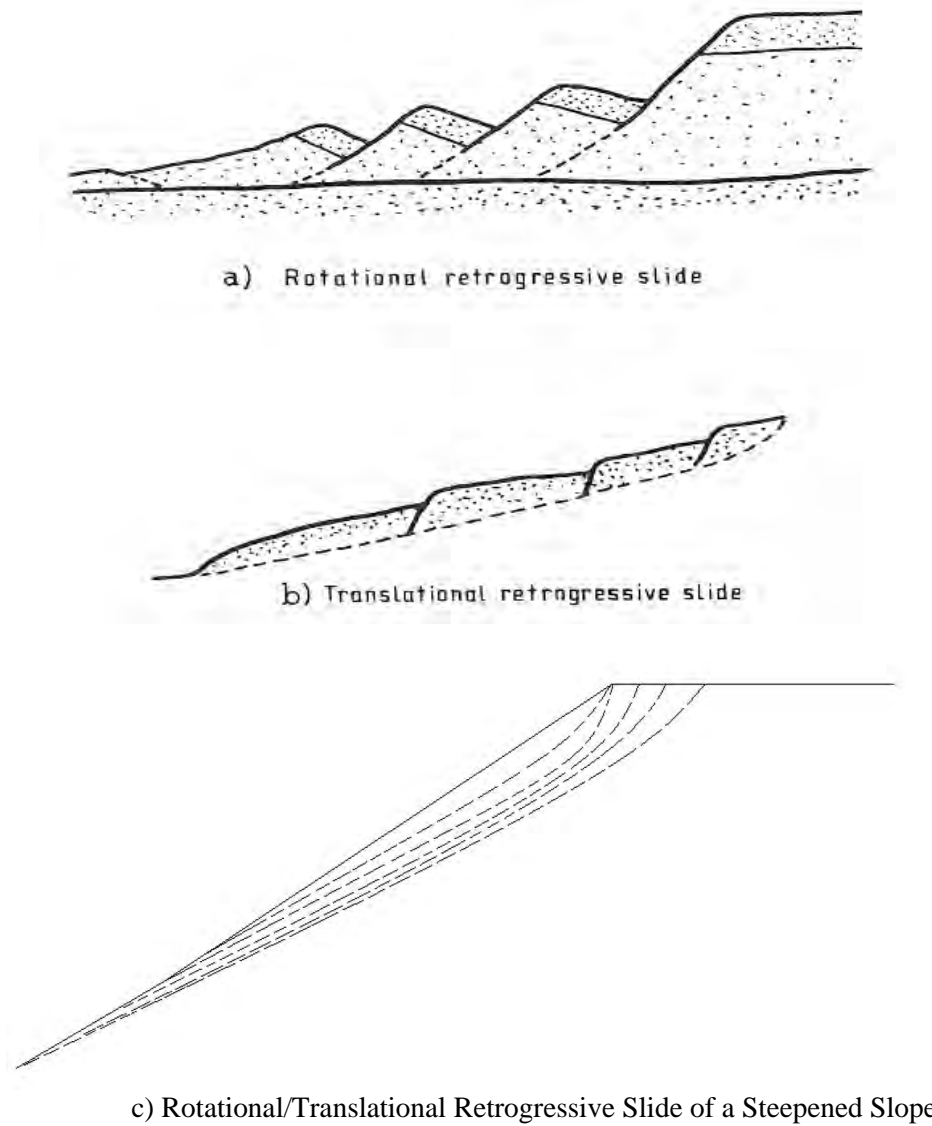 a) Rotational retrogressive slide
b) Translational retrogressive slide
c) Rotational/Translational Retrogressive Slide of a Steepened Slope